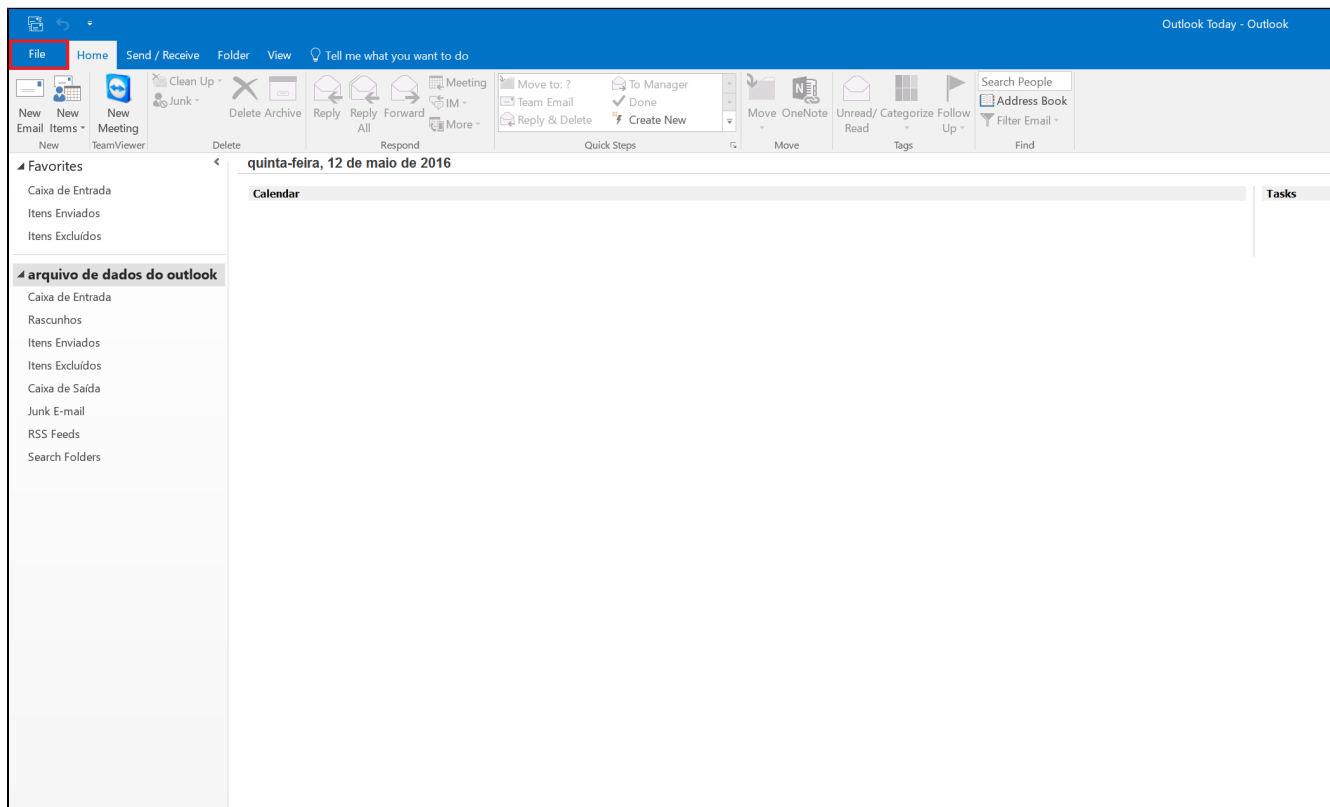 Outlook Today - Outlook
File Home Send / Receive Folder View Tell me what you want to do
New Email
New Items
New Meeting
Clean Up
Junk
Delete
Archive
Reply
Reply All
Forward
Meeting
IM
More
Move to: ?
Team Email
Reply & Delete
To Manager
Done
Create New
Move
OneNote
Unread/ Read
Categorize
Follow Up
Search People
Address Book
Filter Email
New TeamViewer Delete Respond Quick Steps Move Tags Find
Favorites
Caixa de Entrada
Itens Enviados
Itens Excluídos
arquivo de dados do outlook
Caixa de Entrada
Rascunhos
Itens Enviados
Itens Excluídos
Caixa de Saída
Junk E-mail
RSS Feeds
Search Folders
quinta-feira, 12 de maio de 2016
Calendar
Tasks